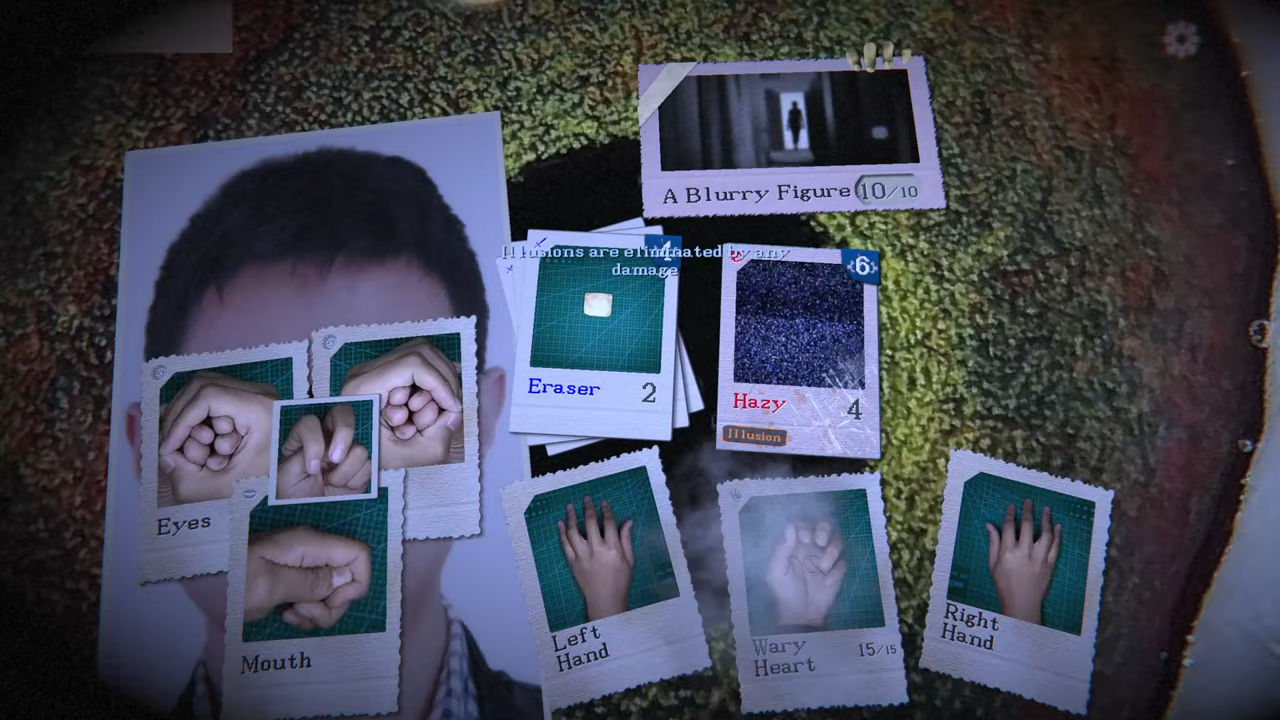 A Blurry Figure 10/10
Illusions are eliminated by any
damage
6
Eraser 2
Hazy 4
Illusion
Eyes
Mouth
Left
Hand
Wary
Heart 15/15
Right
Hand